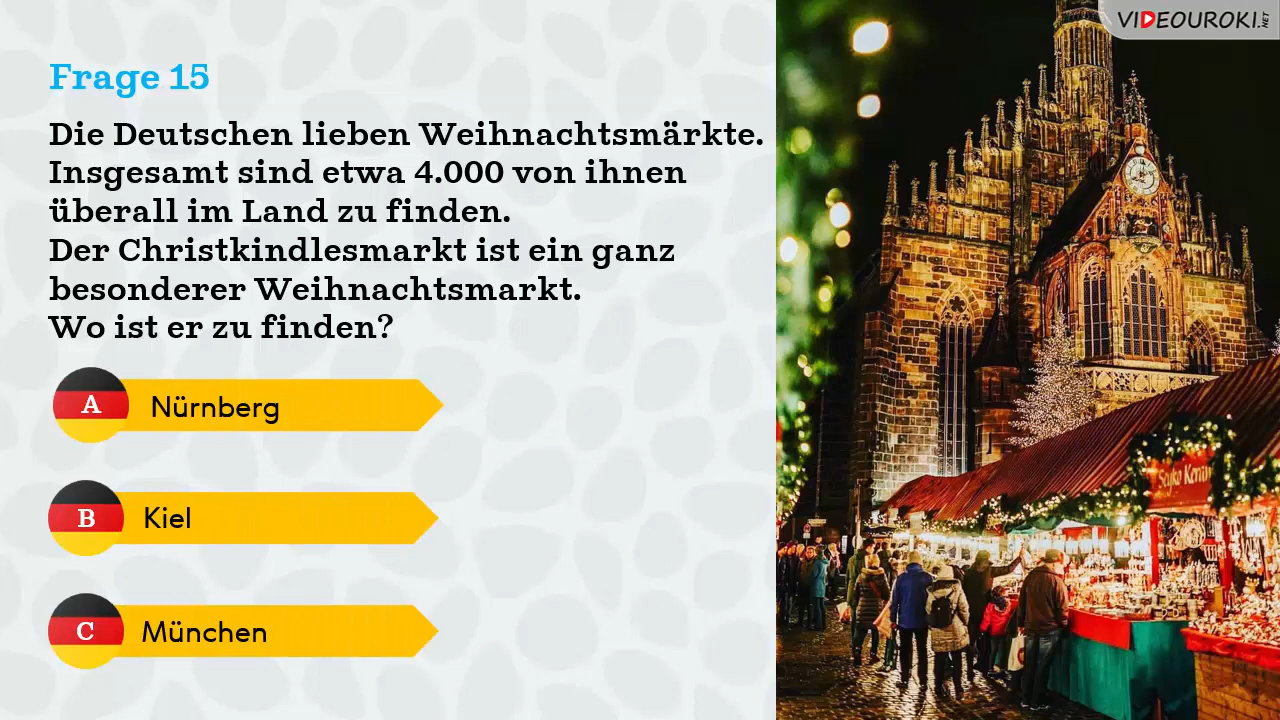 VIDEOUROKI.NET
Frage 15
Die Deutschen lieben Weihnachtsmärkte.
Insgesamt sind etwa 4.000 von ihnen
überall im Land zu finden.
Der Christkindlesmarkt ist ein ganz
besonderer Weihnachtsmarkt.
Wo ist er zu finden?
A Nürnberg
B Kiel
C München